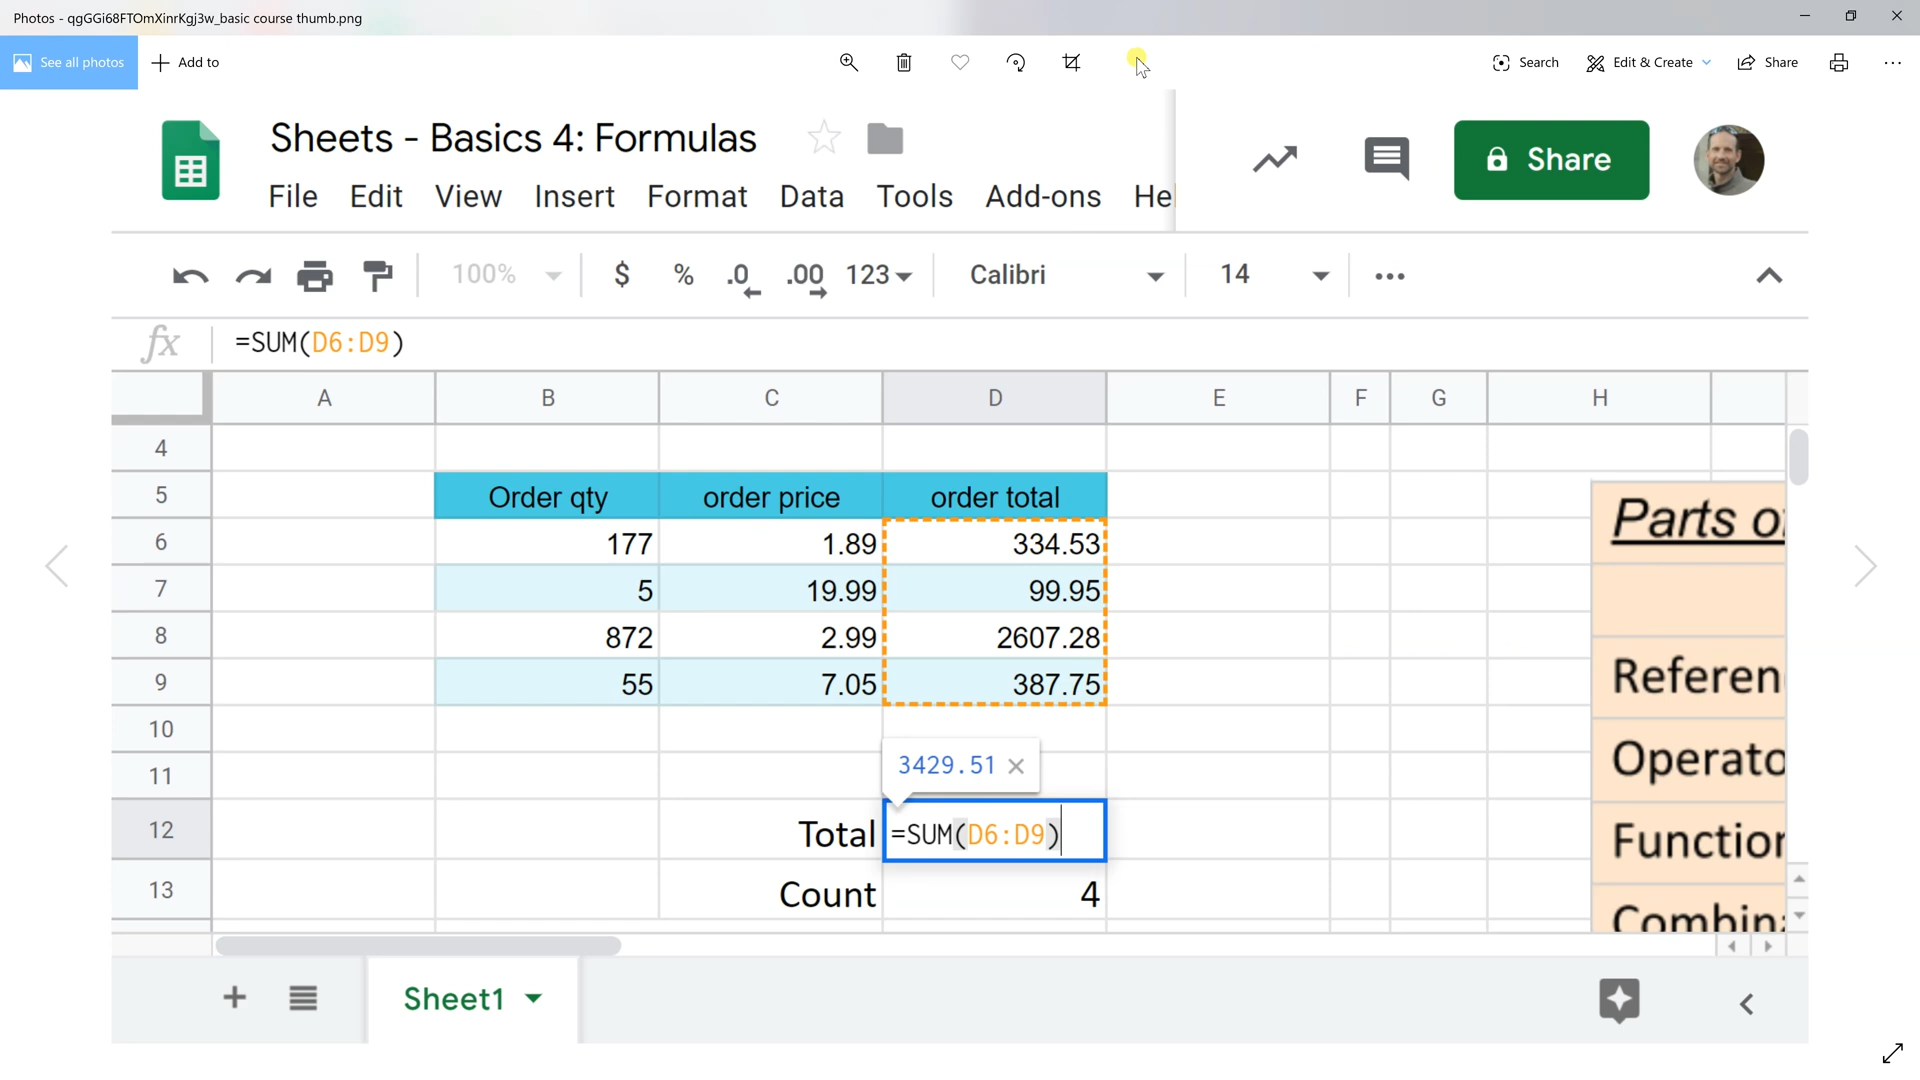 Photos - qgGGi68FTOmXinrKgj3w_basic course thumb.png
See all photos
Add to
Search
Edit & Create
Share
Sheets - Basics 4: Formulas
Share
File Edit View Insert Format Data Tools Add-ons Hel
100% $ % .0 .00 123 Calibri 14
fx =SUM(D6:D9)
A B C D E F G H
4
5 Order qty order price order total
6 177 1.89 334.53
7 5 19.99 99.95
8 872 2.99 2607.28
9 55 7.05 387.75
10
11 3429.51
12 Total =SUM(D6:D9)
13 Count 4
Parts of
Referen
Operato
Function
Combina
Sheet1